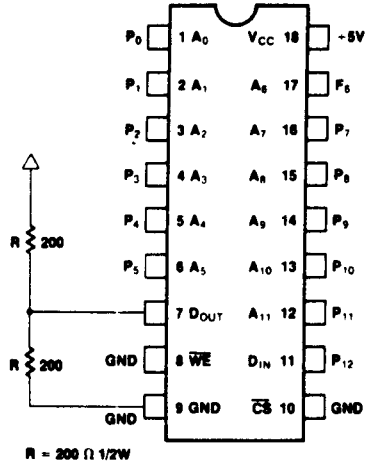 P0 1 A0 VCC 18 +5V
P1 2 A1 A6 17 F6
P2 3 A2 A7 16 P7
P3 4 A3 A8 15 P8
P4 5 A4 A9 14 P9
R 200
P5 6 A5 A10 13 P10
7 DOUT A11 12 P11
R 200 GND 8 WE DIN 11 P12
GND 9 GND CS 10 GND
R = 200 Ω 1/2W